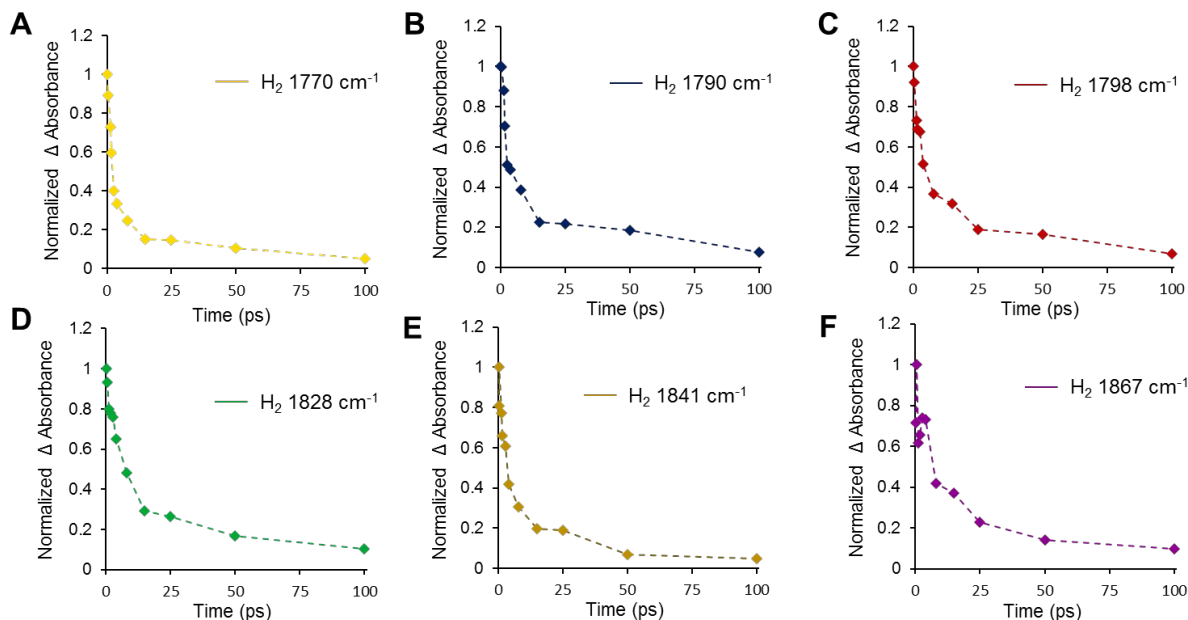 A
1.2
1
0.8
0.6
0.4
0.2
0
0 25 50 75 100
Normalized Δ Absorbance
Time (ps)
H₂ 1770 cm⁻¹
B
1.2
1
0.8
0.6
0.4
0.2
0
0 25 50 75 100
Normalized Δ Absorbance
Time (ps)
H₂ 1790 cm⁻¹
C
1.2
1
0.8
0.6
0.4
0.2
0
0 25 50 75 100
Normalized Δ Absorbance
Time (ps)
H₂ 1798 cm⁻¹
D
1.2
1
0.8
0.6
0.4
0.2
0
0 25 50 75 100
Normalized Δ Absorbance
Time (ps)
H₂ 1828 cm⁻¹
E
1.2
1
0.8
0.6
0.4
0.2
0
0 25 50 75 100
Normalized Δ Absorbance
Time (ps)
H₂ 1841 cm⁻¹
F
1.2
1
0.8
0.6
0.4
0.2
0
0 25 50 75 100
Normalized Δ Absorbance
Time (ps)
H₂ 1867 cm⁻¹